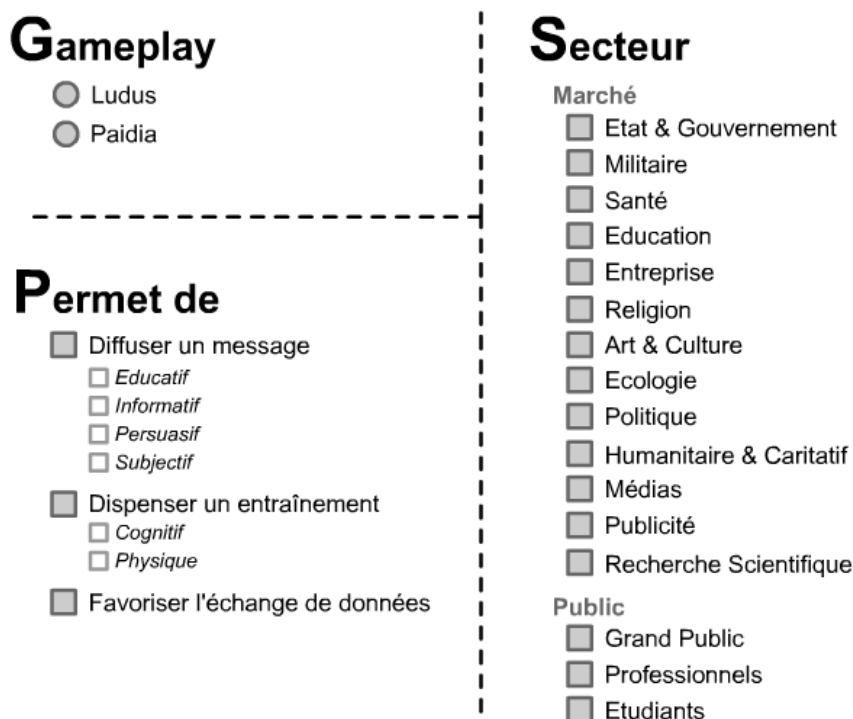 Gameplay
Ludus
Paidia
Permet de
Diffuser un message
Educatif
Informatif
Persuasif
Subjectif
Dispenser un entraînement
Cognitif
Physique
Favoriser l'échange de données
Secteur
Marché
Etat & Gouvernement
Militaire
Santé
Education
Entreprise
Religion
Art & Culture
Ecologie
Politique
Humanitaire & Caritatif
Médias
Publicité
Recherche Scientifique
Public
Grand Public
Professionnels
Etudiants